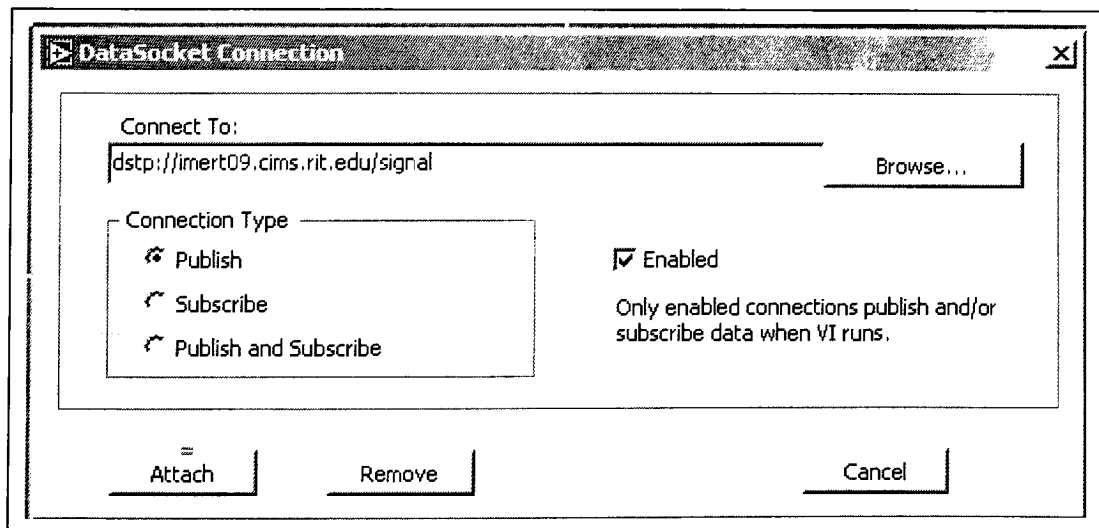 DataSocket Connection
Connect To:
dstp://imert09.cims.rit.edu/signal
Browse...
Connection Type
Publish
Subscribe
Publish and Subscribe
Enabled
Only enabled connections publish and/or
subscribe data when VI runs.
Attach
Remove
Cancel